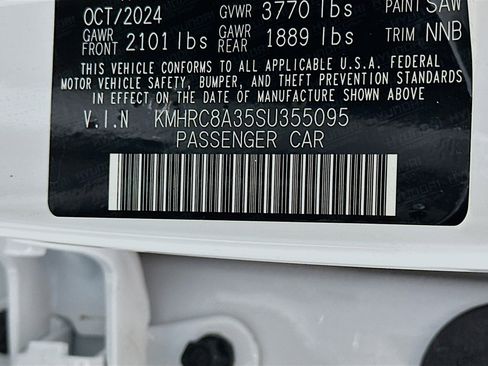 OCT/2024 GVWR 3770 lbs PAINT SAW
GAWR FRONT 2101 lbs GAWR REAR 1889 lbs TRIM NNB
THIS VEHICLE CONFORMS TO ALL APPLICABLE U.S.A. FEDERAL
MOTOR VEHICLE SAFETY, BUMPER, AND THEFT PREVENTION STANDARDS
IN EFFECT ON THE DATE OF MANUFACTURE SHOWN ABOVE
V.I.N KMHRC8A35SU355095
PASSENGER CAR